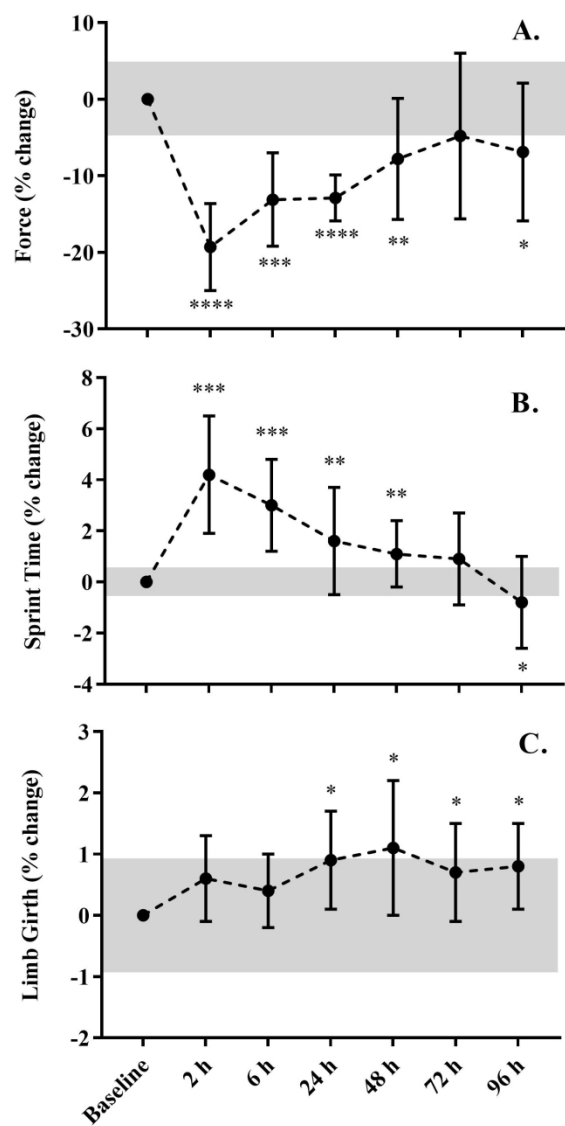 A.
Force (% change)
10
0
-10
-20
-30
****
***
****
**
*
B.
Sprint Time (% change)
8
6
4
2
0
-2
-4
***
***
**
**
*
C.
Limb Girth (% change)
3
2
1
0
-1
-2
*
*
*
*
Baseline
2 h
6 h
24 h
48 h
72 h
96 h